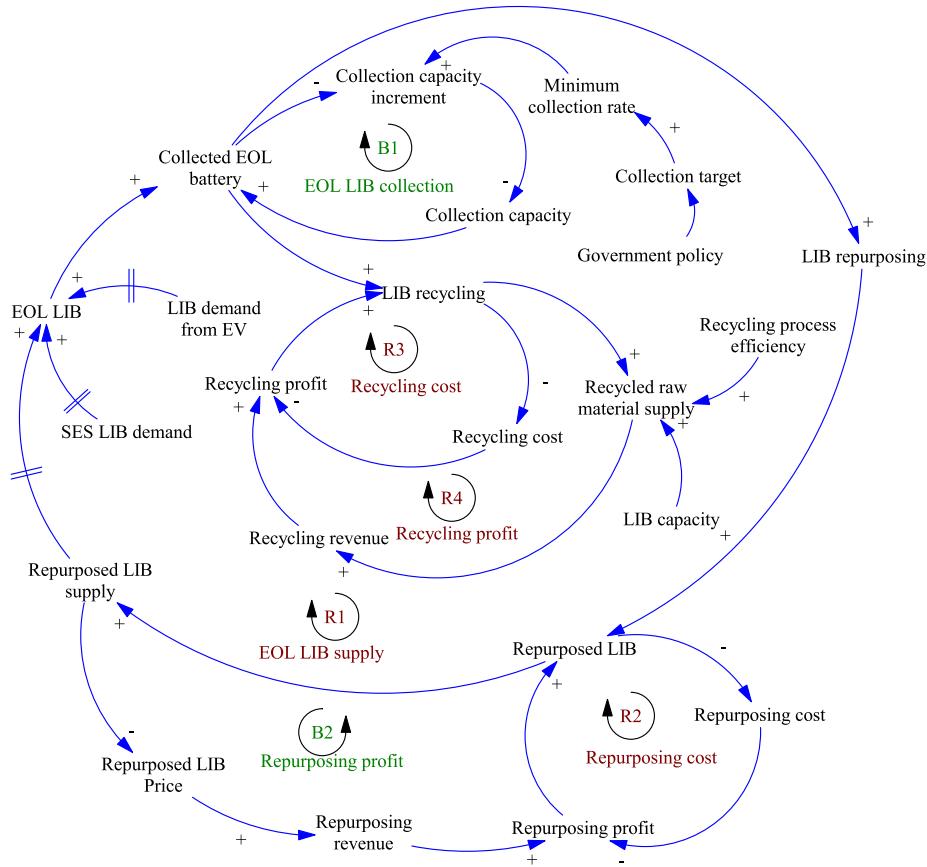 Collection capacity
increment
+
-
Minimum
collection rate
+
B1
EOL LIB collection
Collected EOL
battery
+
+
-
Collection target
Collection capacity
Government policy
+
LIB repurposing
+
EOL LIB
+
+
LIB demand
from EV
+
LIB recycling
+
Recycling process
efficiency
R3
Recycling cost
+
Recycling profit
+
-
-
Recycled raw
material supply
+
+
SES LIB demand
Recycling cost
R4
Recycling profit
LIB capacity
+
Recycling revenue
+
Repurposed LIB
supply
+
R1
EOL LIB supply
Repurposed LIB
+
-
R2
Repurposing cost
Repurposing cost
B2
Repurposing profit
-
Repurposed LIB
Price
+
Repurposing
revenue
+
Repurposing profit
-